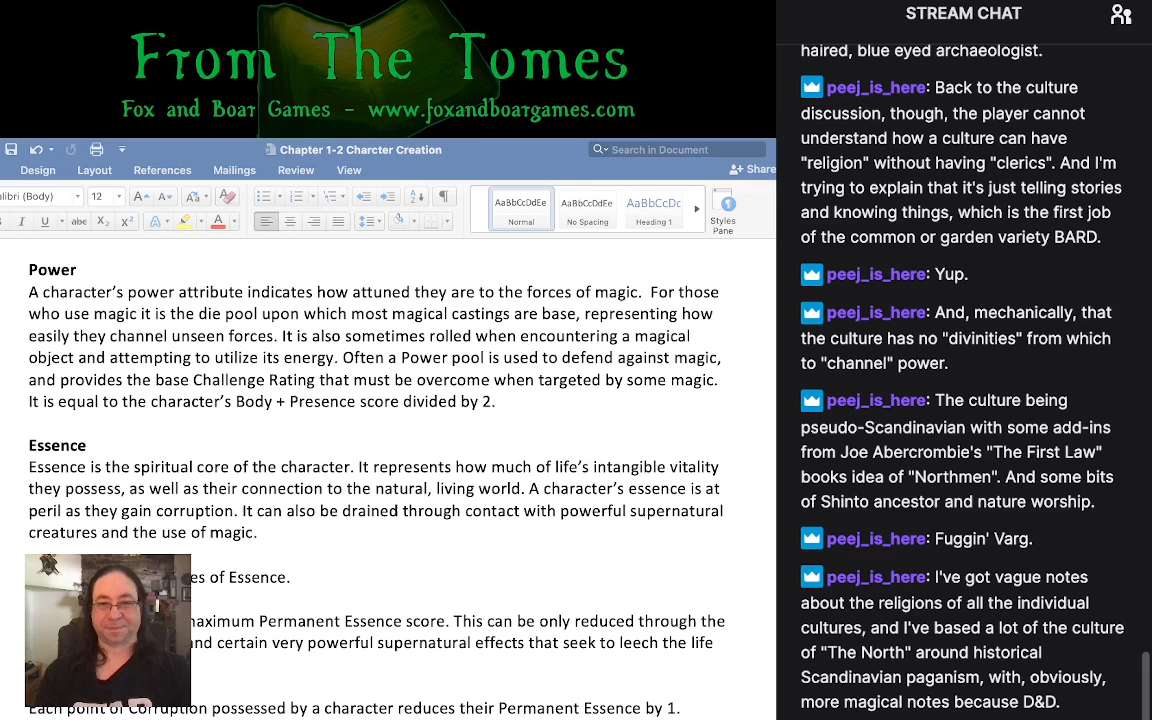 From The Tomes
Fox and Boar Games – www.foxandboargames.com
Chapter 1-2 Charcter Creation
Search in Document
Design Layout References Mailings Review View
Share
alibri (Body) 12
AaBbCcDdEe AaBbCcDdEe AaBbCcDc
Normal No Spacing Heading 1
Styles
Pane
Power
A character’s power attribute indicates how attuned they are to the forces of magic.  For those
who use magic it is the die pool upon which most magical castings are base, representing how
easily they channel unseen forces. It is also sometimes rolled when encountering a magical
object and attempting to utilize its energy. Often a Power pool is used to defend against magic,
and provides the base Challenge Rating that must be overcome when targeted by some magic.
It is equal to the character’s Body + Presence score divided by 2.
Essence
Essence is the spiritual core of the character. It represents how much of life’s intangible vitality
they possess, as well as their connection to the natural, living world. A character’s essence is at
peril as they gain corruption. It can also be drained through contact with powerful supernatural
creatures and the use of magic.
es of Essence.
maximum Permanent Essence score. This can be only reduced through the
and certain very powerful supernatural effects that seek to leech the life
Each point of Corruption possessed by a character reduces their Permanent Essence by 1.
STREAM CHAT
haired, blue eyed archaeologist.
peej_is_here: Back to the culture
discussion, though, the player cannot
understand how a culture can have
"religion" without having "clerics". And I'm
trying to explain that it's just telling stories
and knowing things, which is the first job
of the common or garden variety BARD.
peej_is_here: Yup.
peej_is_here: And, mechanically, that
the culture has no "divinities" from which
to "channel" power.
peej_is_here: The culture being
pseudo-Scandinavian with some add-ins
from Joe Abercrombie's "The First Law"
books idea of "Northmen". And some bits
of Shinto ancestor and nature worship.
peej_is_here: Fuggin' Varg.
peej_is_here: I've got vague notes
about the religions of all the individual
cultures, and I've based a lot of the culture
of "The North" around historical
Scandinavian paganism, with, obviously,
more magical notes because D&D.